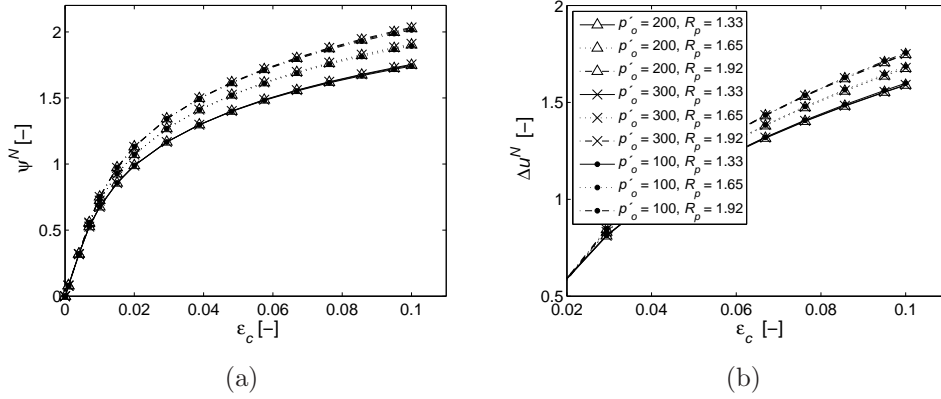 2
1.5
1
0.5
0
0 0.02 0.04 0.06 0.08 0.1
ψ^N [–]
ε_c [–]
(a)
2
1.5
1
0.5
0.02 0.04 0.06 0.08 0.1
Δu^N [–]
ε_c [–]
p´_o = 200, R_p = 1.33
p´_o = 200, R_p = 1.65
p´_o = 200, R_p = 1.92
p´_o = 300, R_p = 1.33
p´_o = 300, R_p = 1.65
p´_o = 300, R_p = 1.92
p´_o = 100, R_p = 1.33
p´_o = 100, R_p = 1.65
p´_o = 100, R_p = 1.92
(b)